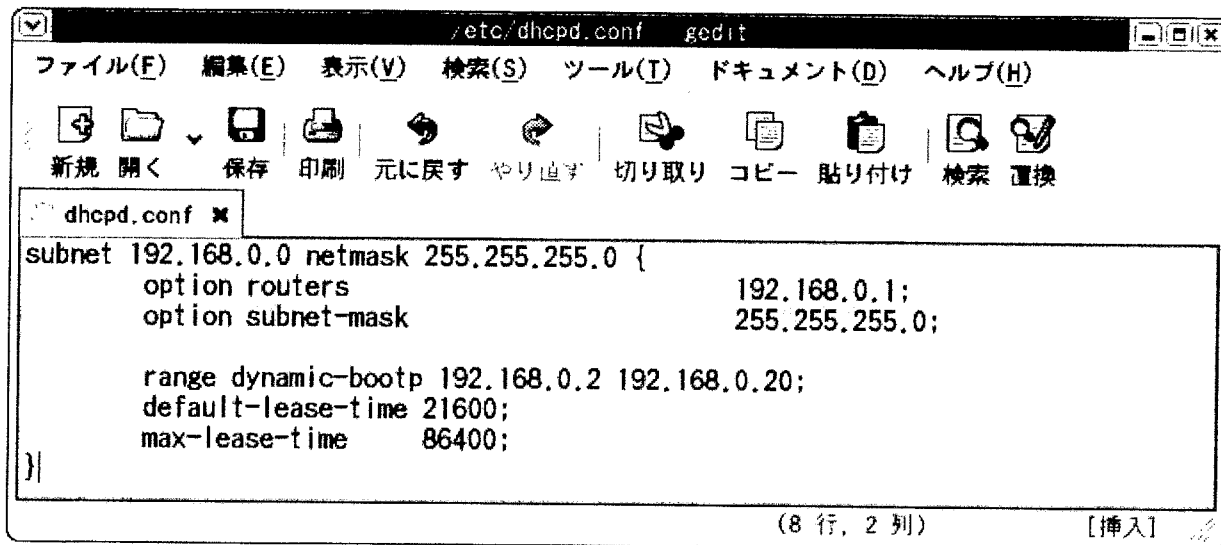 /etc/dhcpd.conf gedit
ファイル(F) 編集(E) 表示(V) 検索(S) ツール(T) ドキュメント(D) ヘルプ(H)
新規 開く 保存 印刷 元に戻す やり直す 切り取り コピー 貼り付け 検索 置換
dhcpd.conf
subnet 192.168.0.0 netmask 255.255.255.0 {
option routers 192.168.0.1;
option subnet-mask 255.255.255.0;
range dynamic-bootp 192.168.0.2 192.168.0.20;
default-lease-time 21600;
max-lease-time 86400;
}
(8 行, 2 列) [挿入]